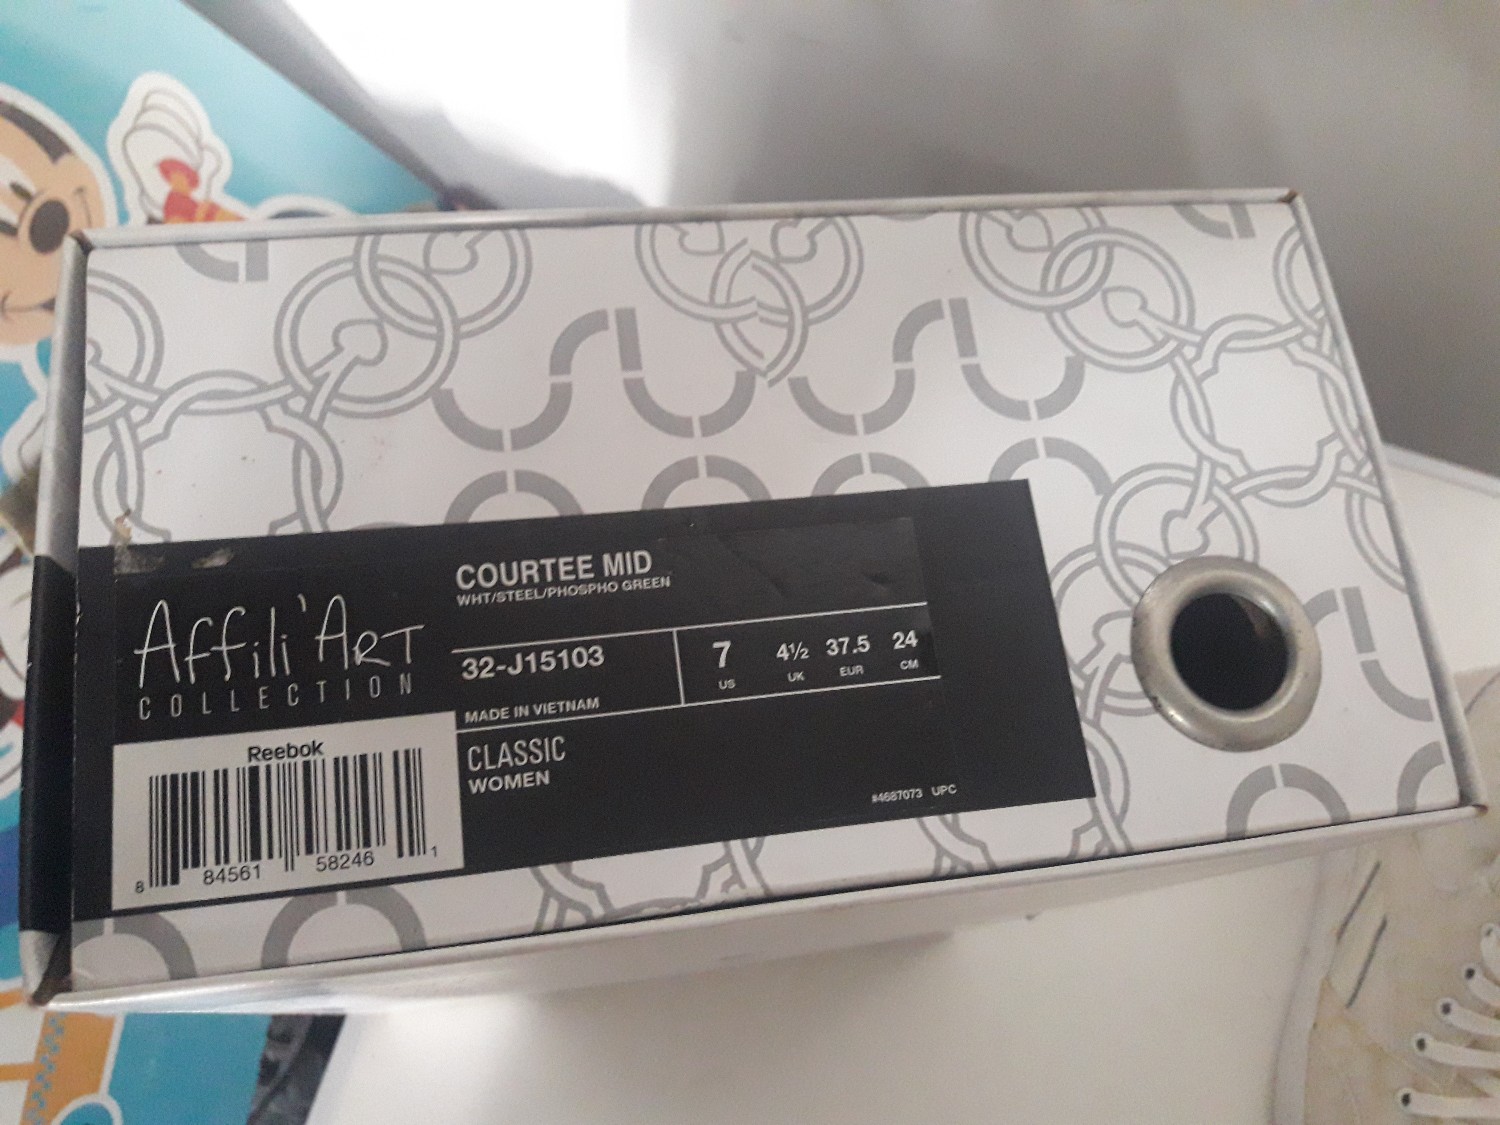 Affili'Art
COLLECTION
COURTEE MID
WHT/STEEL/PHOSPHO GREEN
32-J15103
7 4½ 37.5 24
US UK EUR CM
MADE IN VIETNAM
CLASSIC
WOMEN
#4687073 UPC
Reebok
8 84561 58246 1